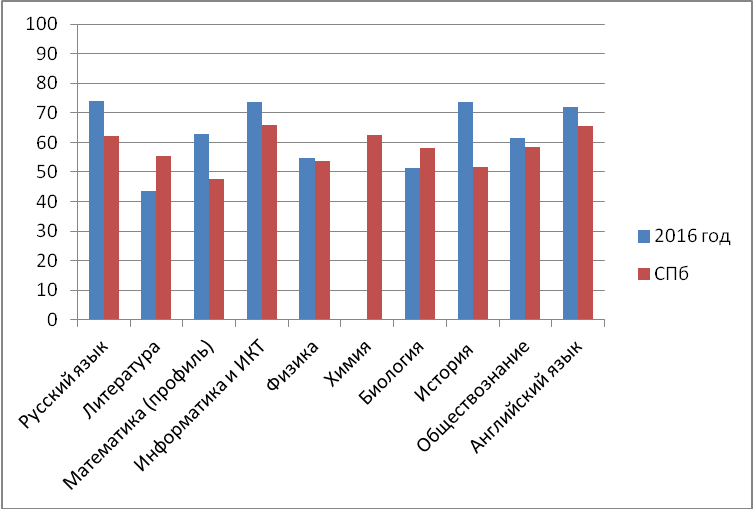 100
90
80
70
60
50
40
30
20
10
0
Русский язык
Литература
Математика (профиль)
Информатика и ИКТ
Физика
Химия
Биология
История
Обществознание
Английский язык
2016 год
СПб